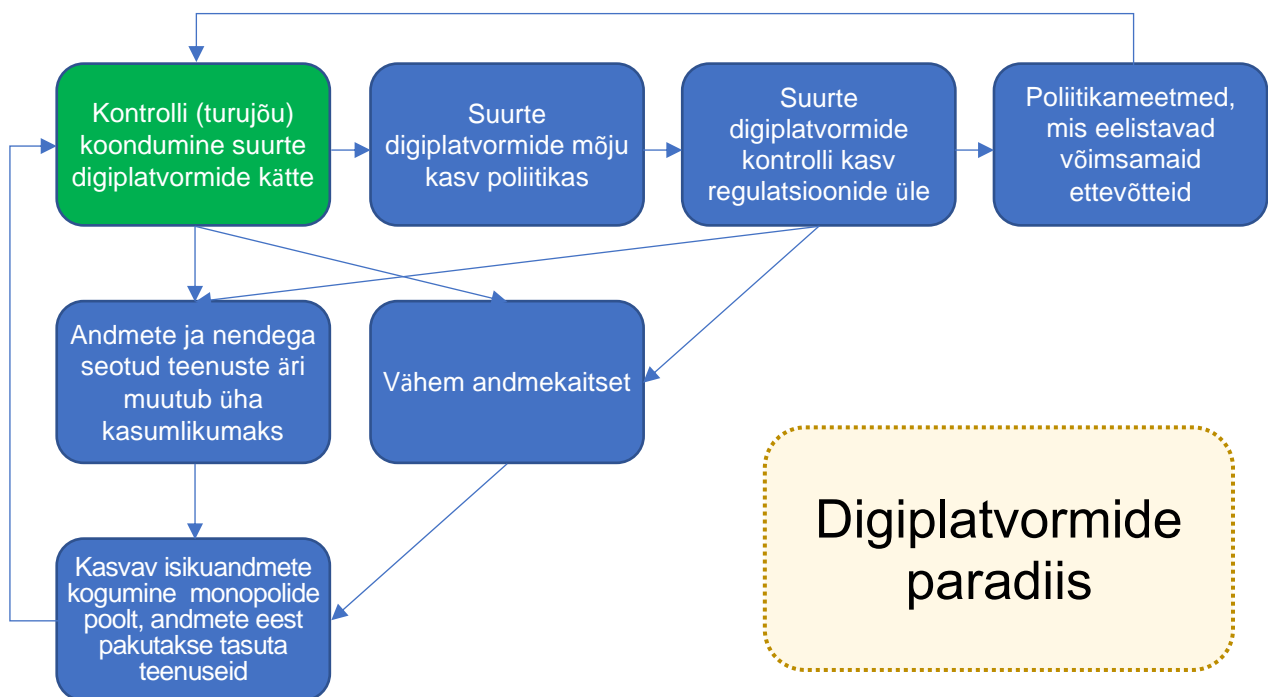 Kontrolli (turujõu)
koondumine suurte
digiplatvormide kätte
Suurte
digiplatvormide mõju
kasv poliitikas
Suurte
digiplatvormide
kontrolli kasv
regulatsioonide üle
Poliitikameetmed,
mis eelistavad
võimsamaid
ettevõtteid
Andmete ja nendega
seotud teenuste äri
muutub üha
kasumlikumaks
Vähem andmekaitset
Kasvav isikuandmete
kogumine monopolide
poolt, andmete eest
pakutakse tasuta
teenuseid
Digiplatvormide
paradiis